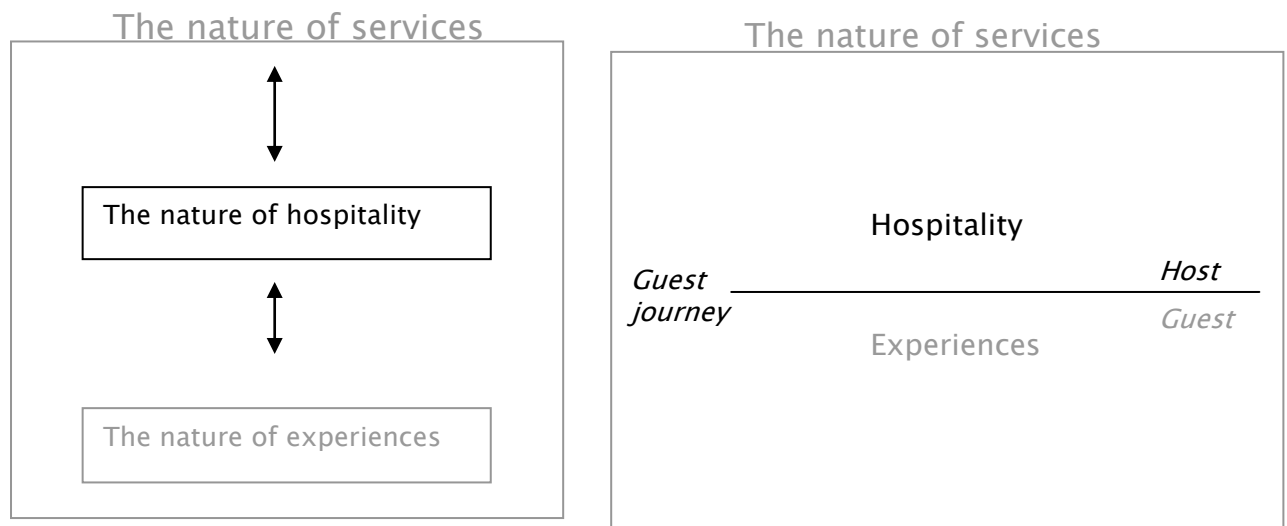 The nature of services
The nature of hospitality
The nature of experiences
The nature of services
Hospitality
Guest
journey
Host
Guest
Experiences